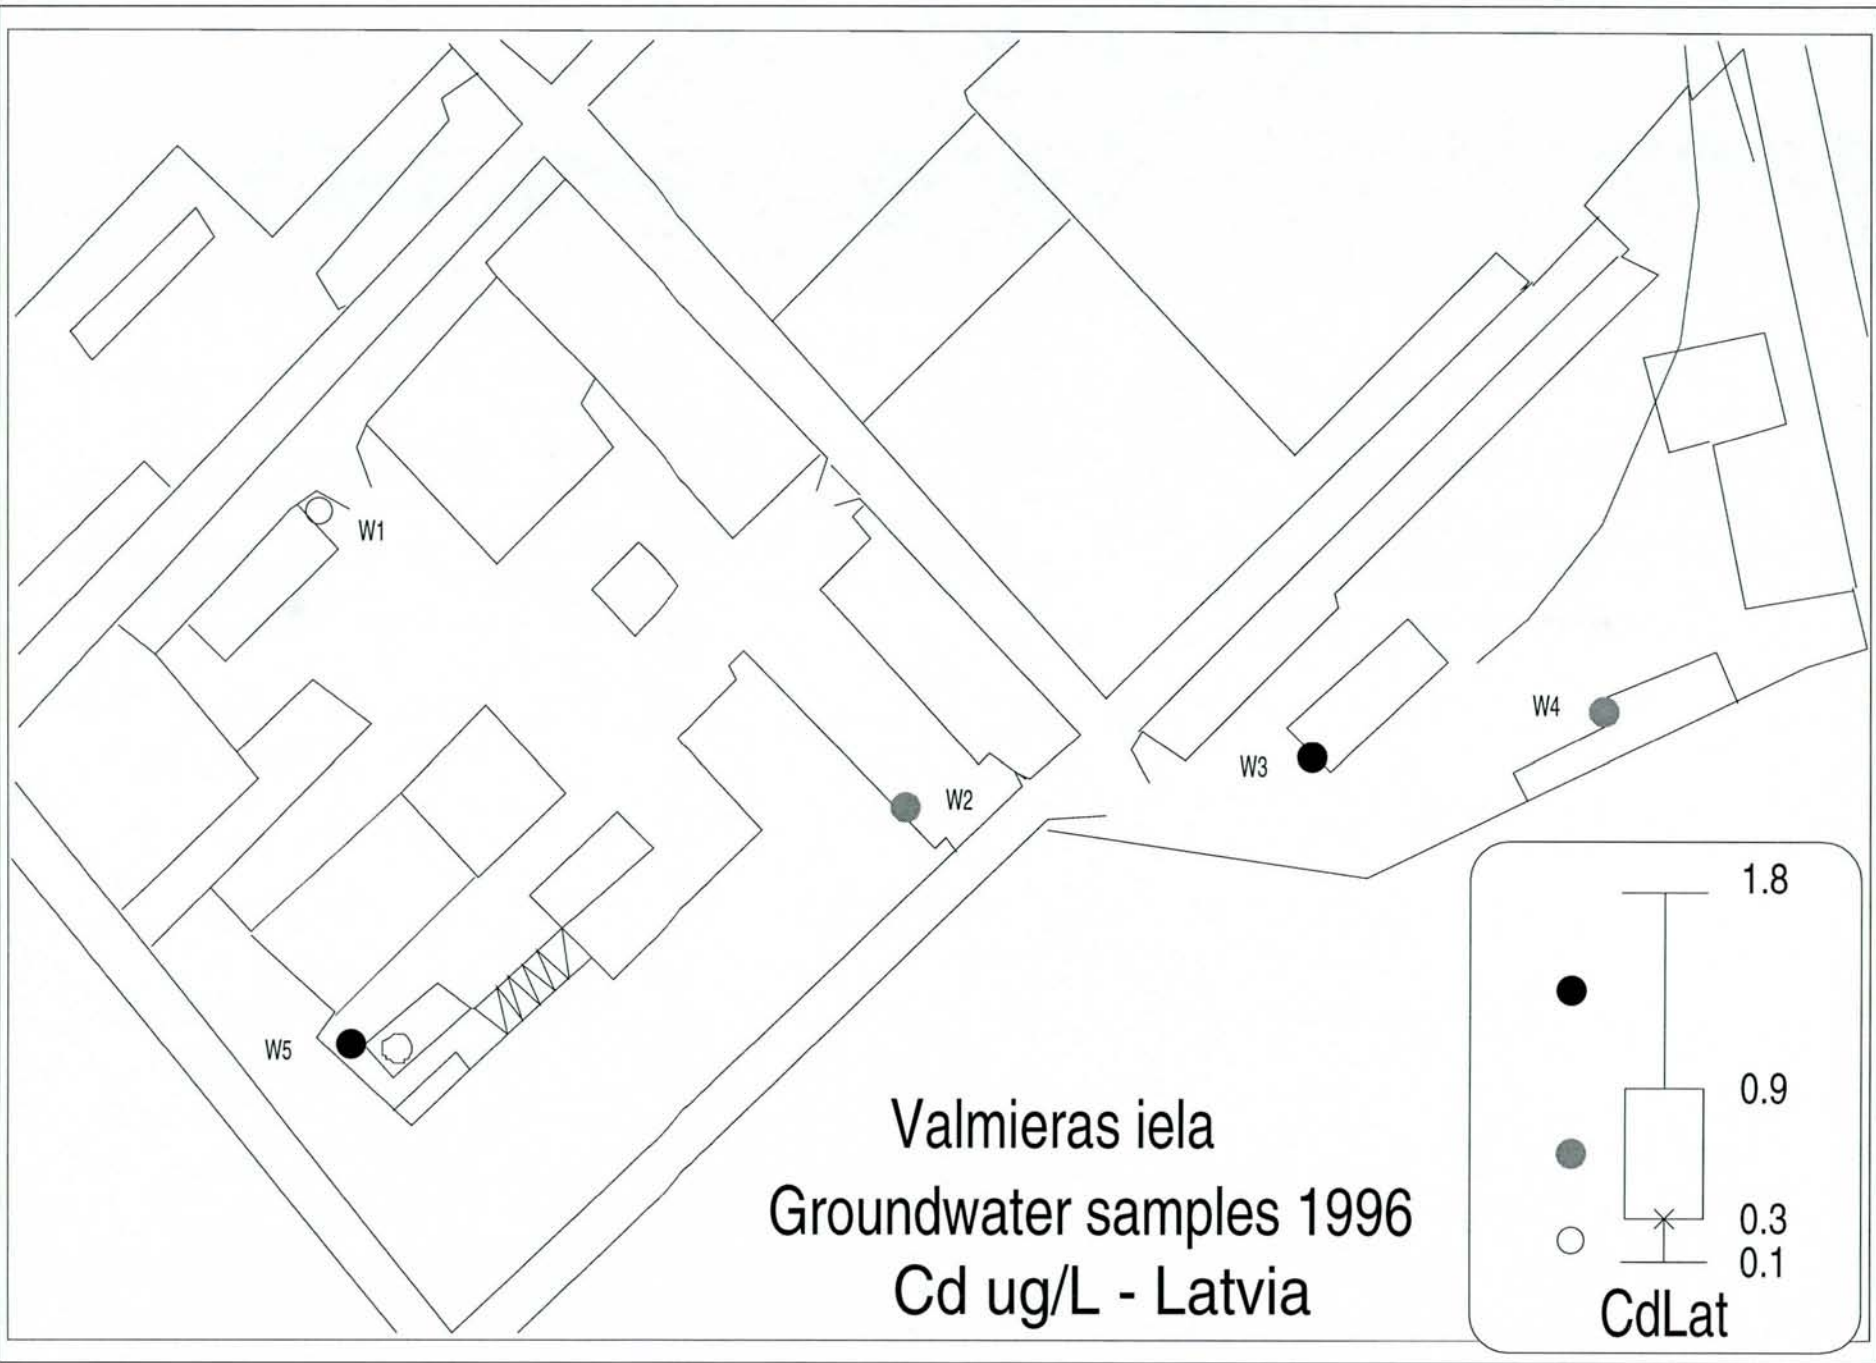 W1
W4
W3
W2
W5
1.8
0.9
0.3
0.1
CdLat
Valmieras iela
Groundwater samples 1996
Cd ug/L - Latvia